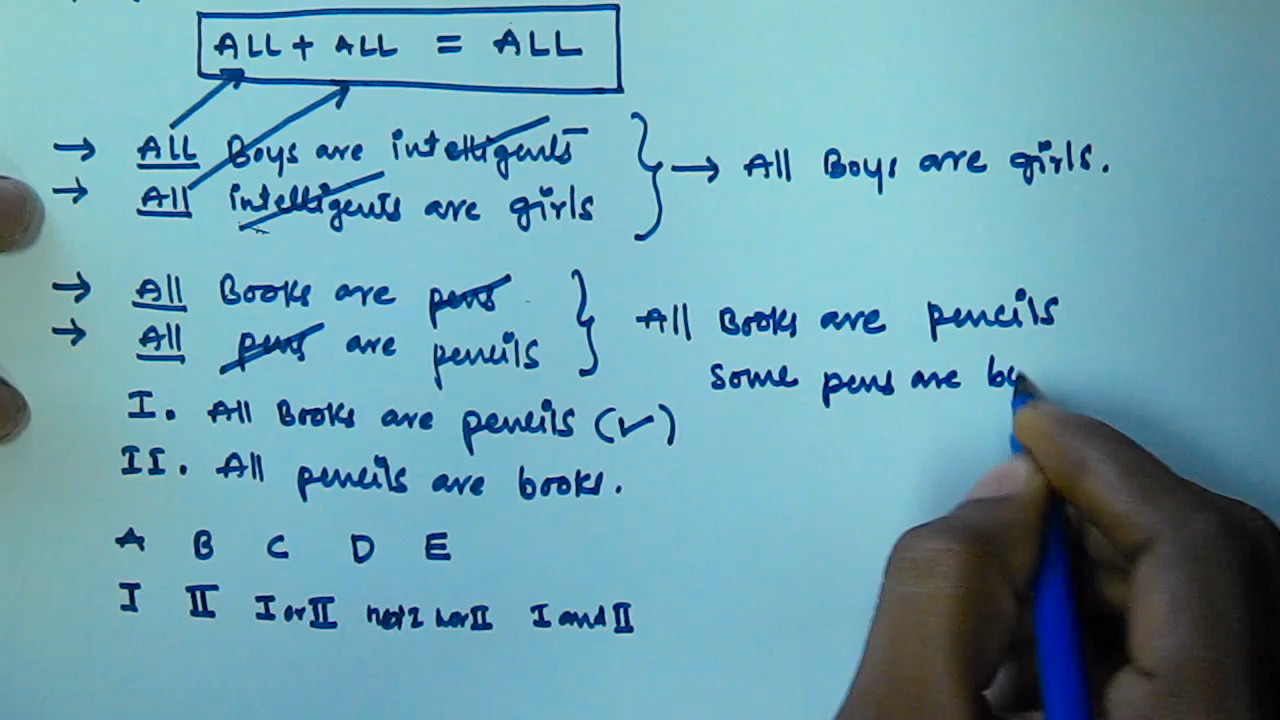 ALL + ALL = ALL
→ ALL Boys are intelligents
→ All intelligents are girls
→ All Boys are girls.
→ All Books are pens
→ All pens are pencils
All Books are pencils
Some pens are
I. All Books are pencils (✓)
II. All pencils are books.
A B C D E
I II I or II not I nor II I and II